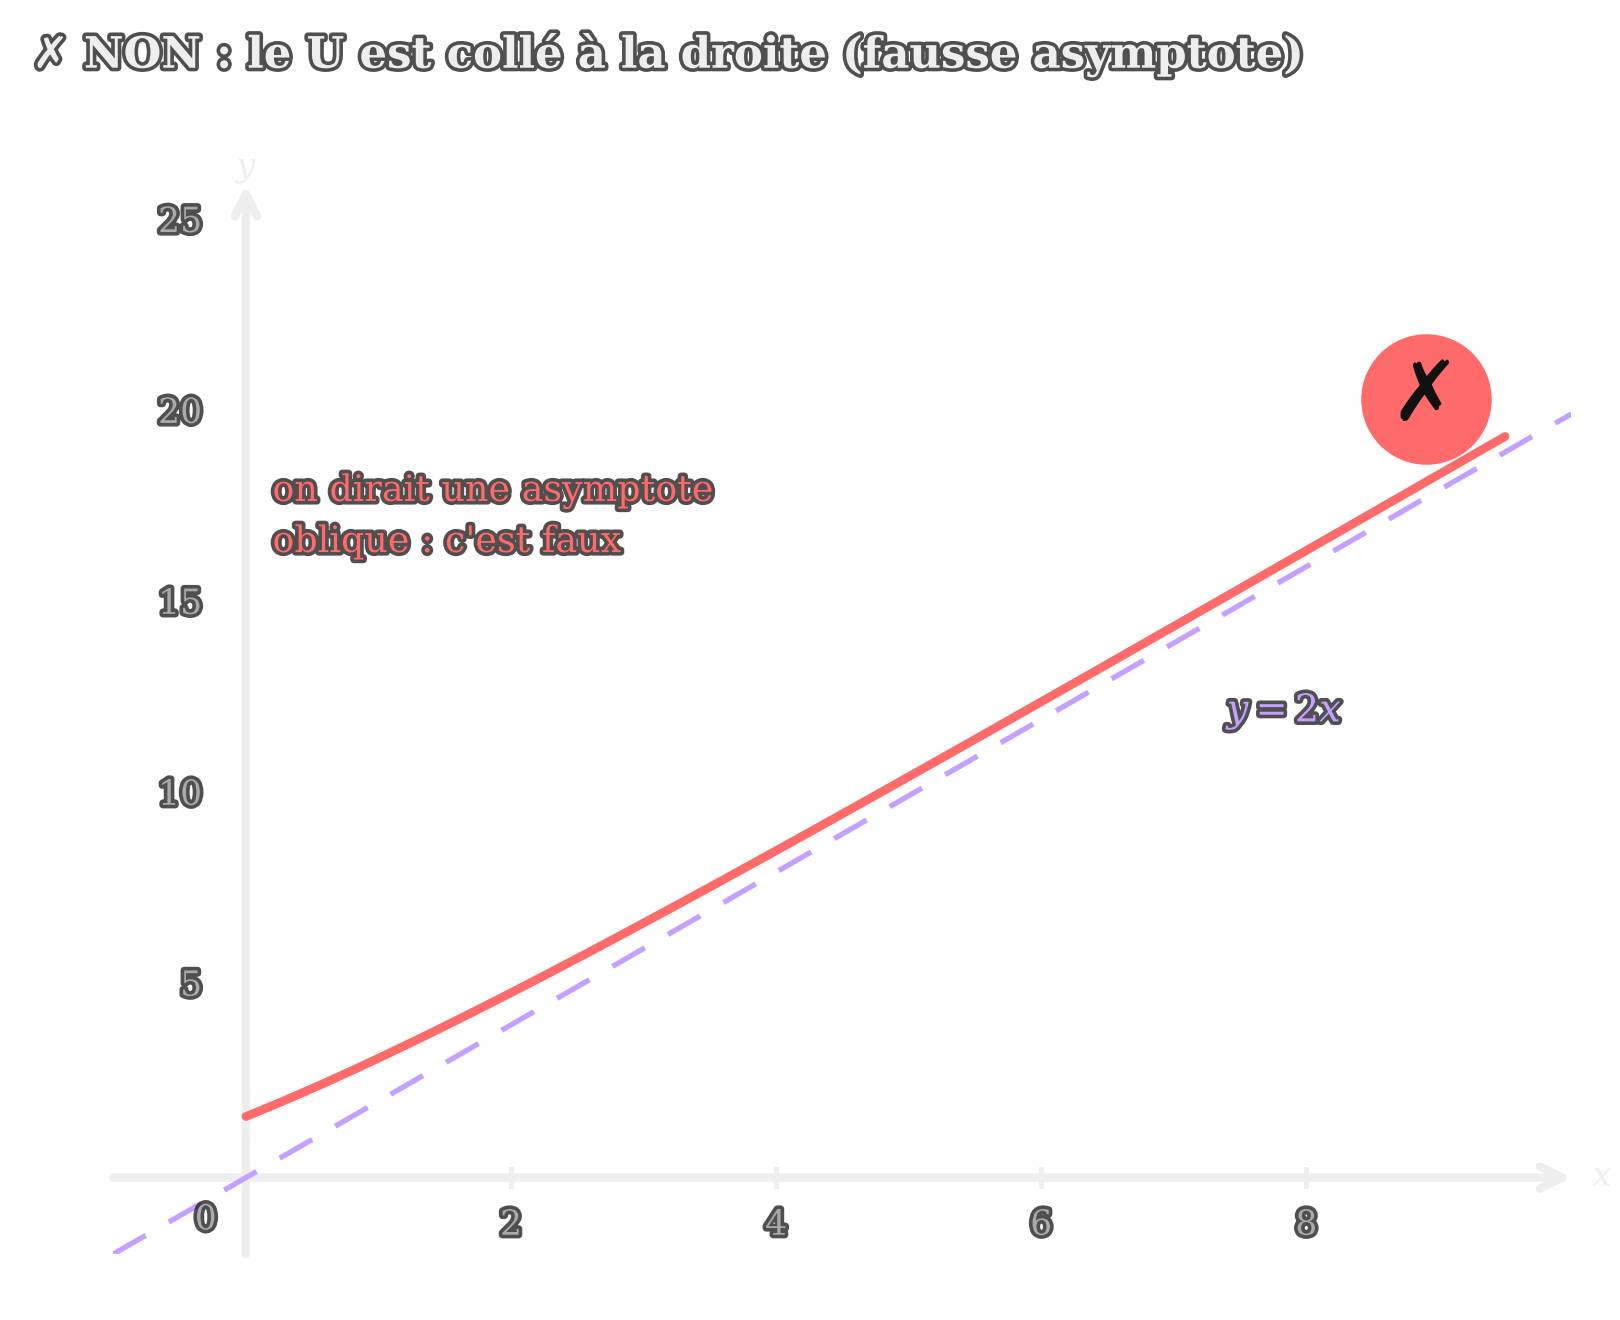 ✗ NON : le U est collé à la droite (fausse asymptote)
y
25
20
✗
on dirait une asymptote
oblique : c'est faux
15
y = 2x
10
5
x
0
2
4
6
8